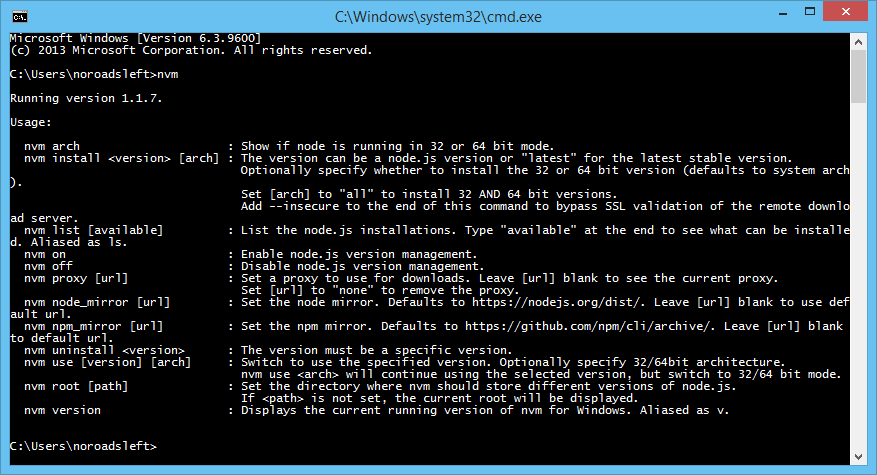 C:\Windows\system32\cmd.exe
Microsoft Windows [Version 6.3.9600]
(c) 2013 Microsoft Corporation. All rights reserved.
C:\Users\noroadsleft>nvm
Running version 1.1.7.
Usage:
nvm arch : Show if node is running in 32 or 64 bit mode.
nvm install <version> [arch] : The version can be a node.js version or "latest" for the latest stable version.
Optionally specify whether to install the 32 or 64 bit version (defaults to system arch
).
Set [arch] to "all" to install 32 AND 64 bit versions.
Add --insecure to the end of this command to bypass SSL validation of the remote downlo
ad server.
nvm list [available] : List the node.js installations. Type "available" at the end to see what can be installe
d. Aliased as ls.
nvm on : Enable node.js version management.
nvm off : Disable node.js version management.
nvm proxy [url] : Set a proxy to use for downloads. Leave [url] blank to see the current proxy.
Set [url] to "none" to remove the proxy.
nvm node_mirror [url] : Set the node mirror. Defaults to https://nodejs.org/dist/. Leave [url] blank to use def
ault url.
nvm npm_mirror [url] : Set the npm mirror. Defaults to https://github.com/npm/cli/archive/. Leave [url] blank
to default url.
nvm uninstall <version> : The version must be a specific version.
nvm use [version] [arch] : Switch to use the specified version. Optionally specify 32/64bit architecture.
nvm use <arch> will continue using the selected version, but switch to 32/64 bit mode.
nvm root [path] : Set the directory where nvm should store different versions of node.js.
If <path> is not set, the current root will be displayed.
nvm version : Displays the current running version of nvm for Windows. Aliased as v.
C:\Users\noroadsleft>